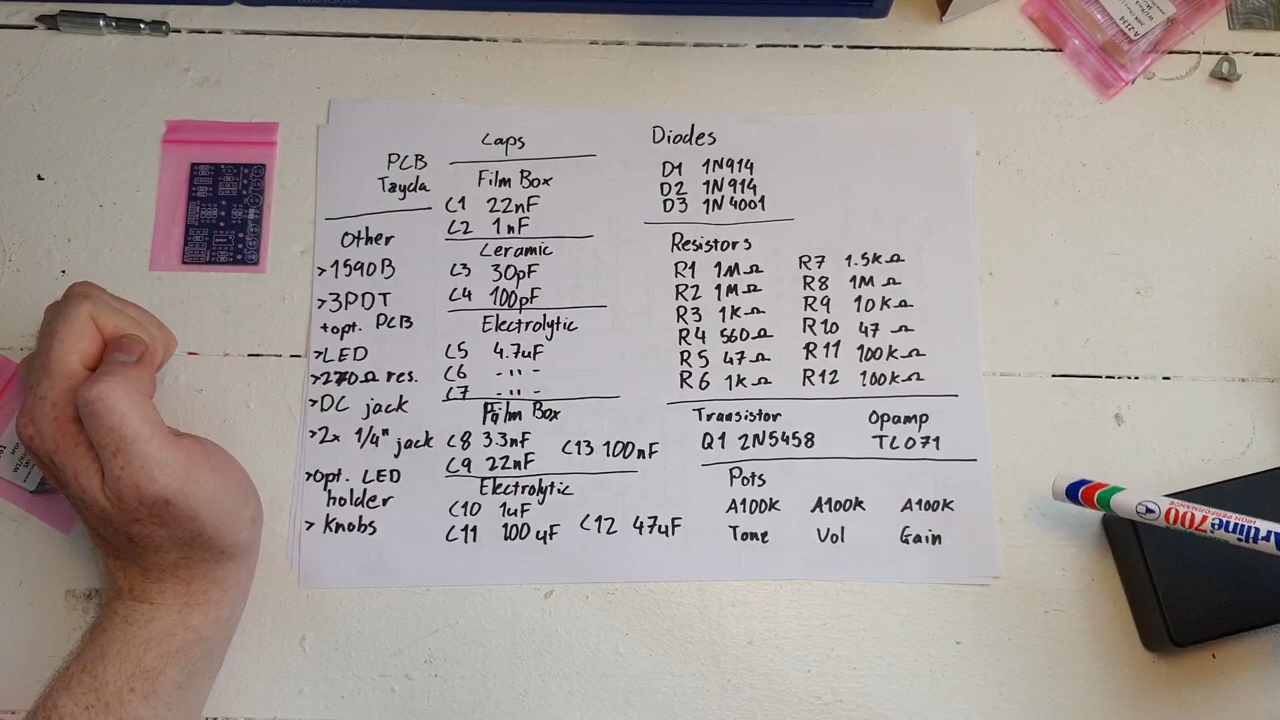 PCB
Tayda
Other
>1590B
>3PDT
+opt. PCB
>LED
>270Ω res.
>DC jack
>2x 1/4" jack
>Opt. LED
holder
> Knobs
Caps
Film Box
C1 22nF
C2 1nF
Ceramic
C3 30pF
C4 100pF
Electrolytic
C5 4.7uF
C6 -"-
C7 -"-
Film Box
C8 3.3nF C13 100nF
C9 22nF
Electrolytic
C10 1uF
C11 100uF C12 47uF
Diodes
D1 1N914
D2 1N914
D3 1N4001
Resistors
R1 1MΩ
R2 1MΩ
R3 1KΩ
R4 560Ω
R5 47Ω
R6 1KΩ
R7 1.5kΩ
R8 1MΩ
R9 10kΩ
R10 47Ω
R11 100kΩ
R12 100kΩ
Transistor
Q1 2N5458
Opamp
TL071
Pots
A100K A100k A100k
Tone Vol Gain
Artline 700
HIGH PERFORMANCE
A-2134